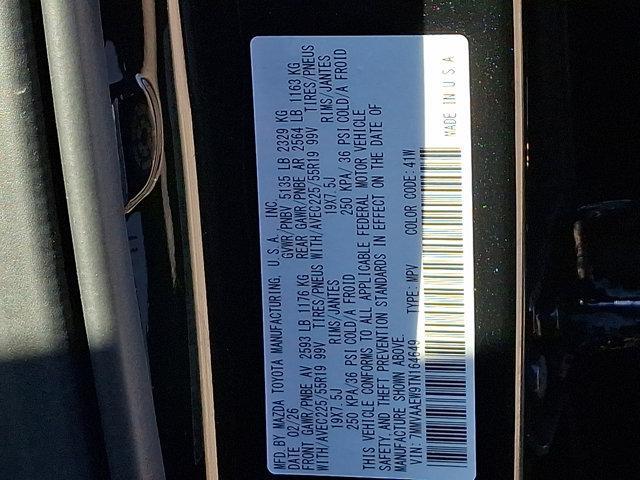 MFD. BY MAZDA TOYOTA MANUFACTURING, U.S.A., INC.
DATE 02/26 GVWR/PNBV 5135 LB 2329 KG
FRONT GAWR/PNBE AV 2593 LB 1176 KG REAR GAWR/PNBE AR 2564 LB 1163 KG
WITH/AVEC225/55R19 99V TIRES/PNEUS WITH/AVEC225/55R19 99V TIRES/PNEUS
19X7.5J RIMS/JANTES 19X7.5J RIMS/JANTES
250 KPA/36 PSI COLD/A FROID 250 KPA/ 36 PSI COLD/A FROID
THIS VEHICLE CONFORMS TO ALL APPLICABLE FEDERAL MOTOR VEHICLE
SAFETY AND THEFT PREVENTION STANDARDS IN EFFECT ON THE DATE OF
MANUFACTURE SHOWN ABOVE.
VIN: 7MMVAAEW9TN164649 TYPE: MPV COLOR CODE: 41W
MADE IN U.S.A